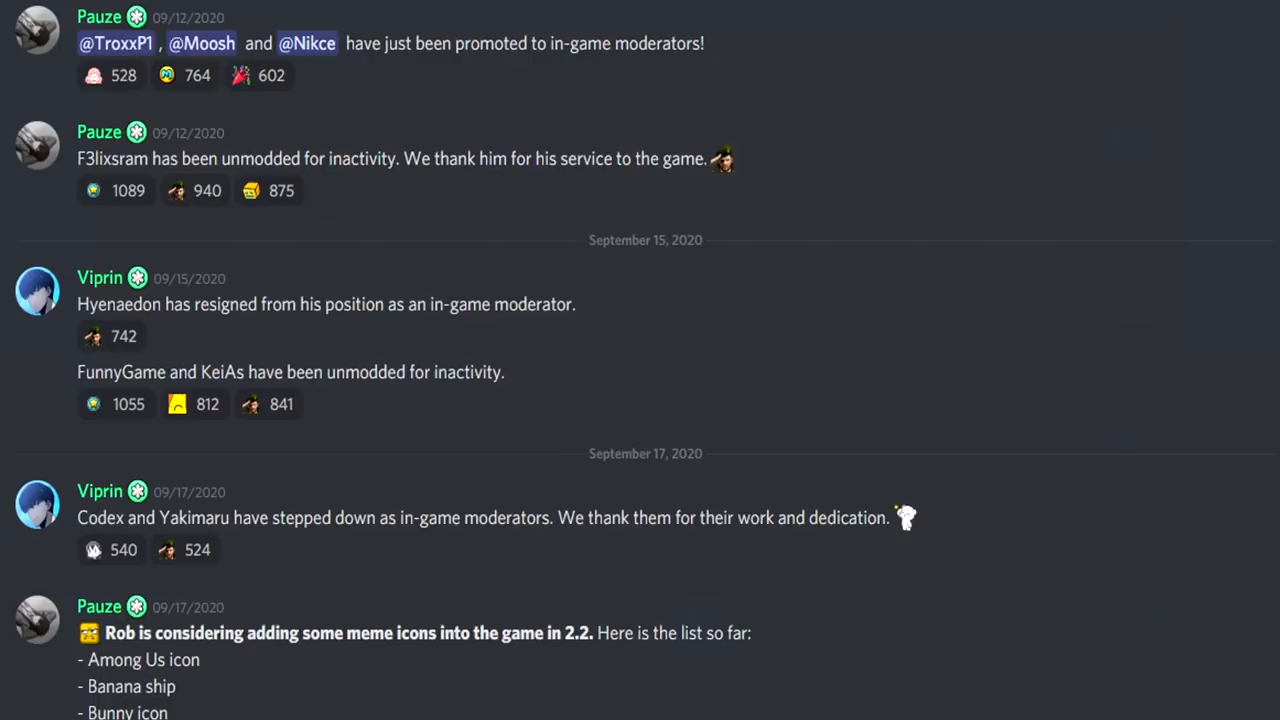 Pauze 09/12/2020
@TroxxP1 , @Moosh and @Nikce have just been promoted to in-game moderators!
528 764 602
Pauze 09/12/2020
F3lixsram has been unmodded for inactivity. We thank him for his service to the game.
1089 940 875
September 15, 2020
Viprin 09/15/2020
Hyenaedon has resigned from his position as an in-game moderator.
742
FunnyGame and KeiAs have been unmodded for inactivity.
1055 812 841
September 17, 2020
Viprin 09/17/2020
Codex and Yakimaru have stepped down as in-game moderators. We thank them for their work and dedication.
540 524
Pauze 09/17/2020
Rob is considering adding some meme icons into the game in 2.2. Here is the list so far:
- Among Us icon
- Banana ship
- Bunny icon